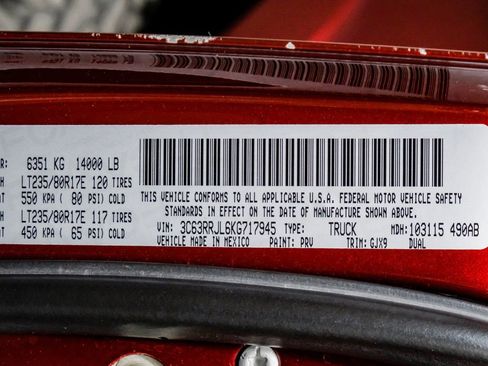 R: 6351 KG 14000 LB
H LT235/80R17E 120 TIRES
T 550 KPA ( 80 PSI) COLD
H LT235/80R17E 117 TIRES
T 450 KPA ( 65 PSI) COLD
THIS VEHICLE CONFORMS TO ALL APPLICABLE U.S.A. FEDERAL MOTOR VEHICLE SAFETY
STANDARDS IN EFFECT ON THE DATE OF MANUFACTURE SHOWN ABOVE.
VIN: 3C63RRJL6KG717945 TYPE: TRUCK MDH: 103115 490AB
MADE IN MEXICO PAINT: PRV TRIM: GJX9 DUAL